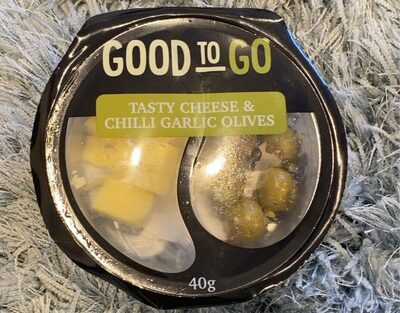 GOOD TO GO
TASTY CHEESE &
CHILLI GARLIC OLIVES
40g